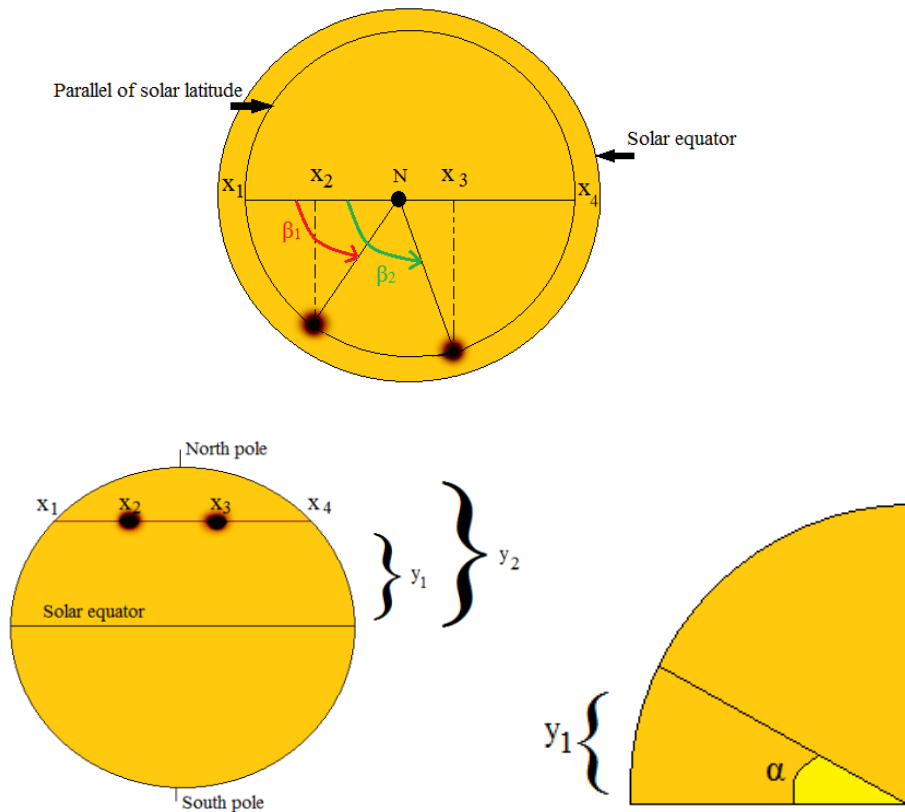 Parallel of solar latitude
Solar equator
x₁
x₂
N
x₃
x₄
β₁
β₂
North pole
x₁
x₂
x₃
x₄
y₁
y₂
Solar equator
South pole
y₁
α